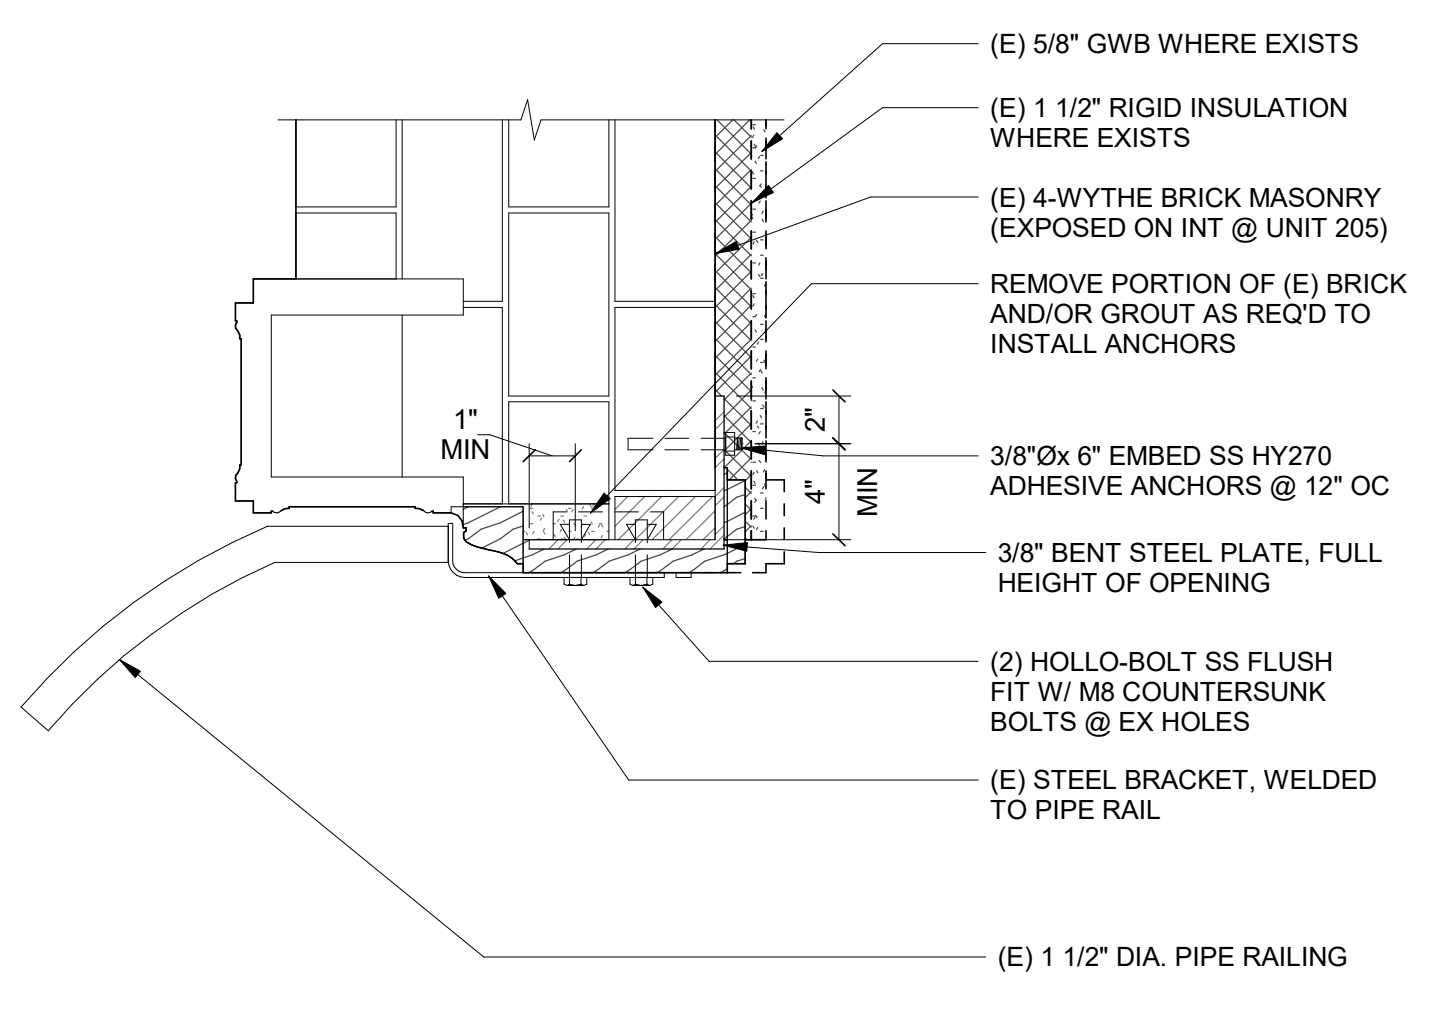 (E) 5/8" GWB WHERE EXISTS
(E) 1 1/2" RIGID INSULATION
WHERE EXISTS
(E) 4-WYTHE BRICK MASONRY
(EXPOSED ON INT @ UNIT 205)
REMOVE PORTION OF (E) BRICK
AND/OR GROUT AS REQ'D TO
INSTALL ANCHORS
1"
MIN
2"
4"
MIN
3/8"Øx 6" EMBED SS HY270
ADHESIVE ANCHORS @ 12" OC
3/8" BENT STEEL PLATE, FULL
HEIGHT OF OPENING
(2) HOLLO-BOLT SS FLUSH
FIT W/ M8 COUNTERSUNK
BOLTS @ EX HOLES
(E) STEEL BRACKET, WELDED
TO PIPE RAIL
(E) 1 1/2" DIA. PIPE RAILING